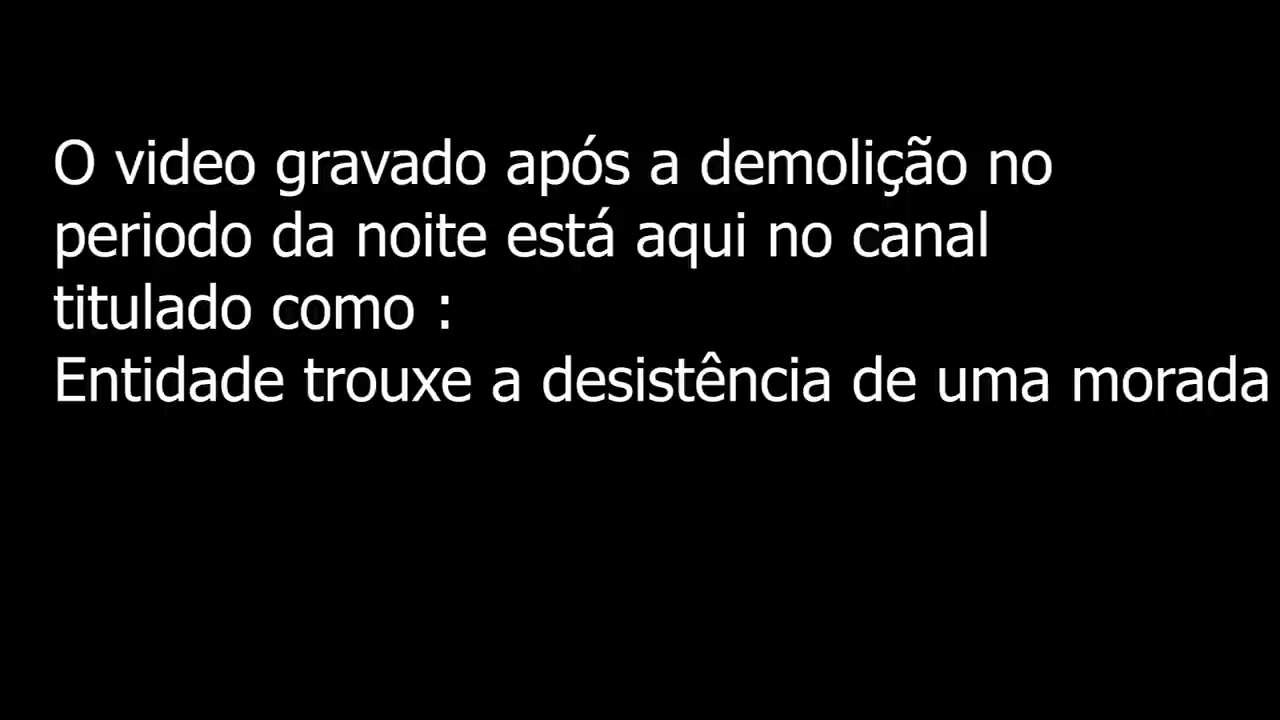 O video gravado após a demolição no
periodo da noite está aqui no canal
titulado como :
Entidade trouxe a desistência de uma morada